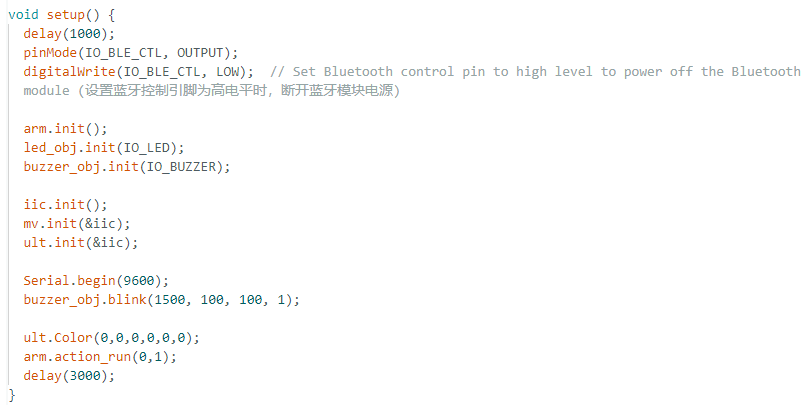 void setup() {
  delay(1000);
  pinMode(IO_BLE_CTL, OUTPUT);
  digitalWrite(IO_BLE_CTL, LOW);  // Set Bluetooth control pin to high level to power off the Bluetooth
  module (设置蓝牙控制引脚为高电平时，断开蓝牙模块电源)

  arm.init();
  led_obj.init(IO_LED);
  buzzer_obj.init(IO_BUZZER);

  iic.init();
  mv.init(&iic);
  ult.init(&iic);

  Serial.begin(9600);
  buzzer_obj.blink(1500, 100, 100, 1);

  ult.Color(0,0,0,0,0,0);
  arm.action_run(0,1);
  delay(3000);
}